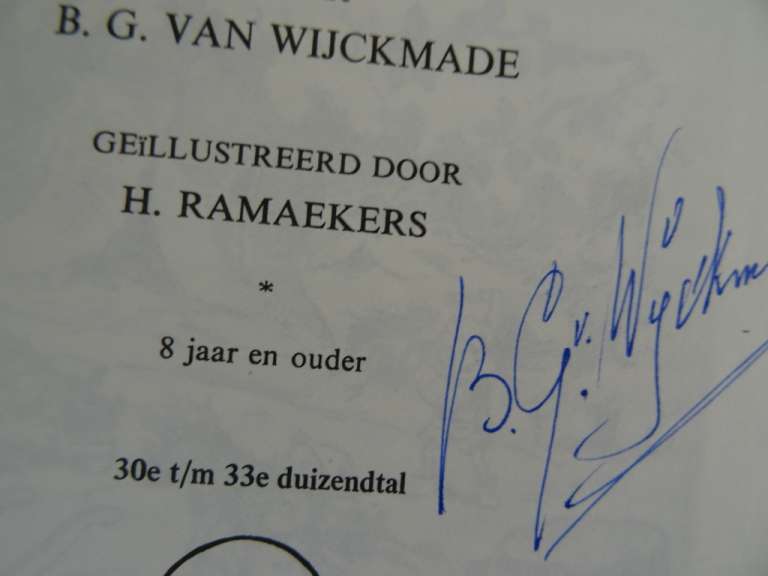 B. G. VAN WIJCKMADE
GEïLLUSTREERD DOOR
H. RAMAEKERS
*
8 jaar en ouder
30e t/m 33e duizendtal
B. G. v. Wijckm